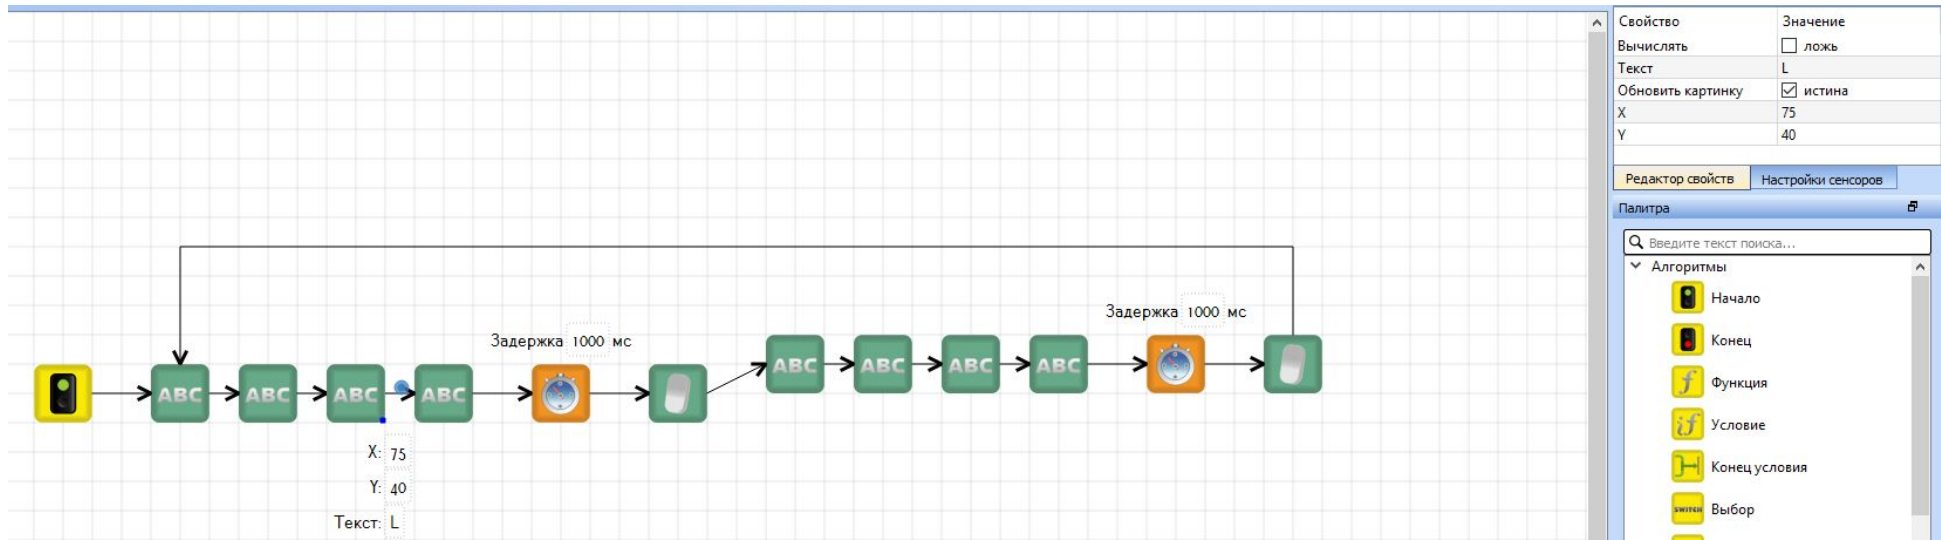 Свойство Значение
Вычислять ложь
Текст L
Обновить картинку истина
X 75
Y 40
Редактор свойств Настройки сенсоров
Палитра
Введите текст поиска...
Алгоритмы
Начало
Конец
f Функция
if Условие
Конец условия
SWITCH Выбор
Задержка 1000 мс
Задержка 1000 мс
ABC ABC ABC ABC
ABC ABC ABC ABC
X: 75
Y: 40
Текст: L